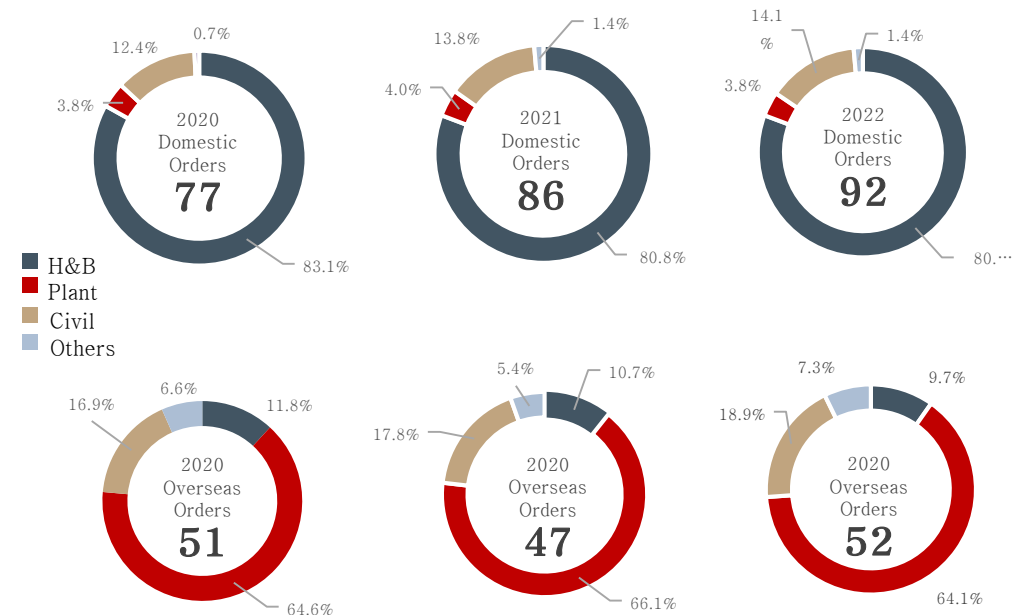 12.4%
0.7%
3.8%
2020
Domestic
Orders
77
83.1%
13.8%
1.4%
4.0%
2021
Domestic
Orders
86
80.8%
14.1
%
1.4%
3.8%
2022
Domestic
Orders
92
80.…
H&B
Plant
Civil
Others
16.9%
6.6%
11.8%
2020
Overseas
Orders
51
64.6%
5.4%
10.7%
17.8%
2020
Overseas
Orders
47
66.1%
7.3%
9.7%
18.9%
2020
Overseas
Orders
52
64.1%